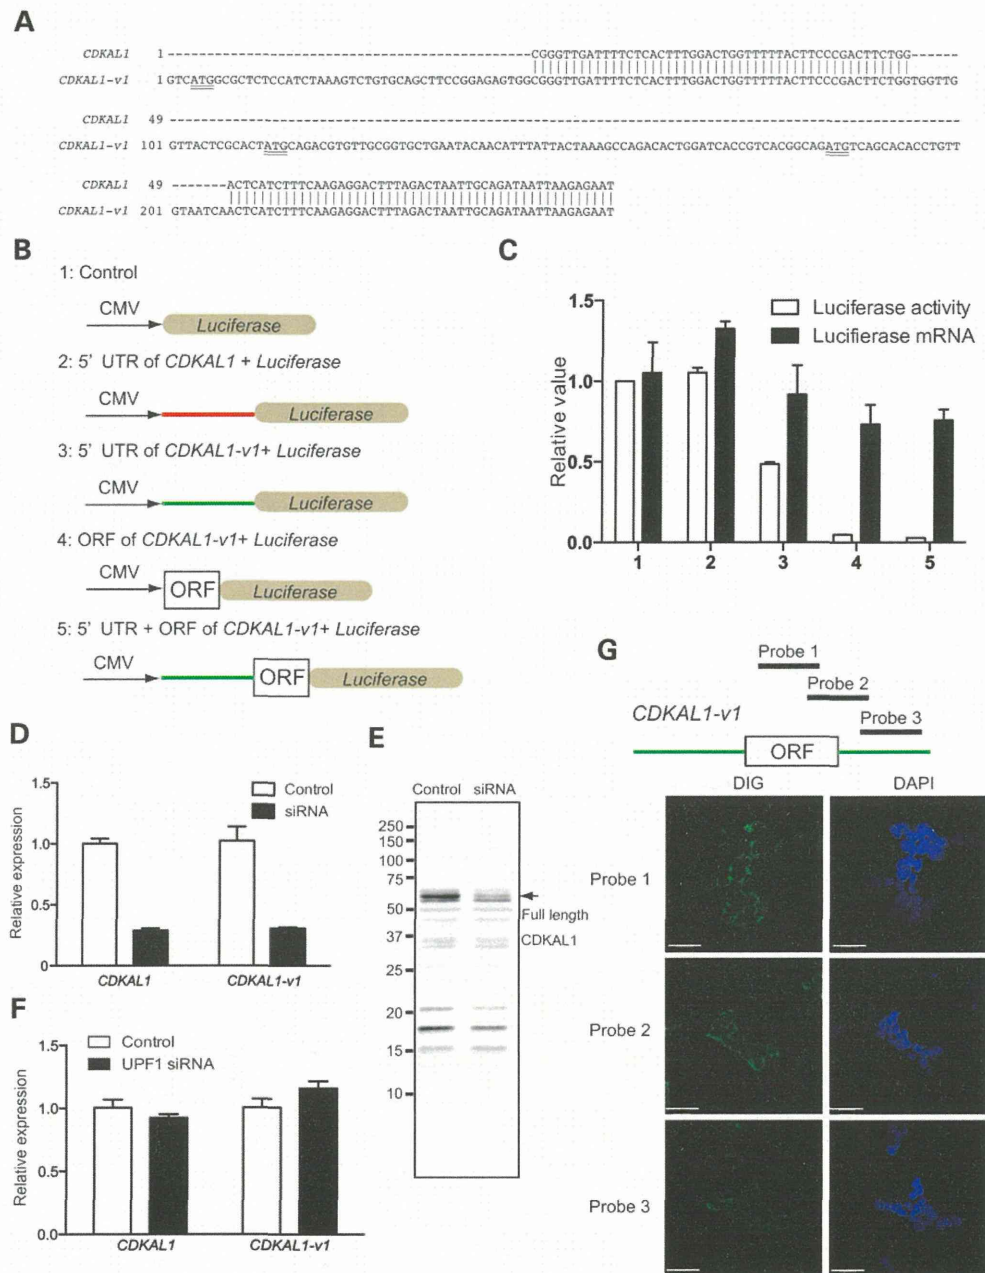 A
CDKAL1 1 --------------------------------------------- CGGGTTGATTTTCTCACTTTGGACTGGTTTTTACTTCCCGACTTCTGG------
CDKAL1-v1 1 GTCATGGCGCTCTCCATCTAAAGTCTGTGCAGCTTCCGGAGAGTGGCGGGTTGATTTTCTCACTTTGGACTGGTTTTTACTTCCCGACTTCTGGTGGTTG
CDKAL1 49 ----------------------------------------------------------------------------------------------------
CDKAL1-v1 101 GTTACTCGCACTATGCAGACGTGTTGCGGTGCTGAATACAACATTTATTACTAAAGCCAGACACTGGATCACCGTCACGGCAGATGTCAGCACACCTGTT
CDKAL1 49 -------ACTCATCTTTCAAGAGGACTTTAGACTAATTGCAGATAATTAAGAGAAT
CDKAL1-v1 201 GTAATCAACTCATCTTTCAAGAGGACTTTAGACTAATTGCAGATAATTAAGAGAAT
B
1: Control
CMV
Luciferase
2: 5' UTR of CDKAL1 + Luciferase
CMV
Luciferase
3: 5' UTR of CDKAL1-v1+ Luciferase
CMV
Luciferase
4: ORF of CDKAL1-v1+ Luciferase
CMV
ORF Luciferase
5: 5' UTR + ORF of CDKAL1-v1+ Luciferase
CMV
ORF Luciferase
C
Relative value
1.5
1.0
0.5
0.0
Luciferase activity
Lucifierase mRNA
1 2 3 4 5
D
Relative expression
1.5
1.0
0.5
0
Control
siRNA
CDKAL1 CDKAL1-v1
E
Control siRNA
250
150
100
75
50
37
25
20
15
10
Full length
CDKAL1
F
Relative expression
1.5
1.0
0.5
0.0
Control
UPF1 siRNA
CDKAL1 CDKAL1-v1
G
Probe 1
Probe 2
Probe 3
CDKAL1-v1
ORF
DIG DAPI
Probe 1
Probe 2
Probe 3